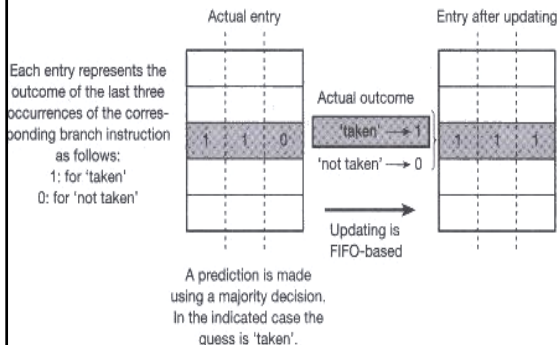 Actual entry
Entry after updating
Each entry represents the
outcome of the last three
occurrences of the corres-
ponding branch instruction
as follows:
1: for 'taken'
0: for 'not taken'
1 1 0
Actual outcome
'taken' → 1
'not taken' → 0
1 1 1
Updating is
FIFO-based
A prediction is made
using a majority decision.
In the indicated case the
guess is 'taken'.